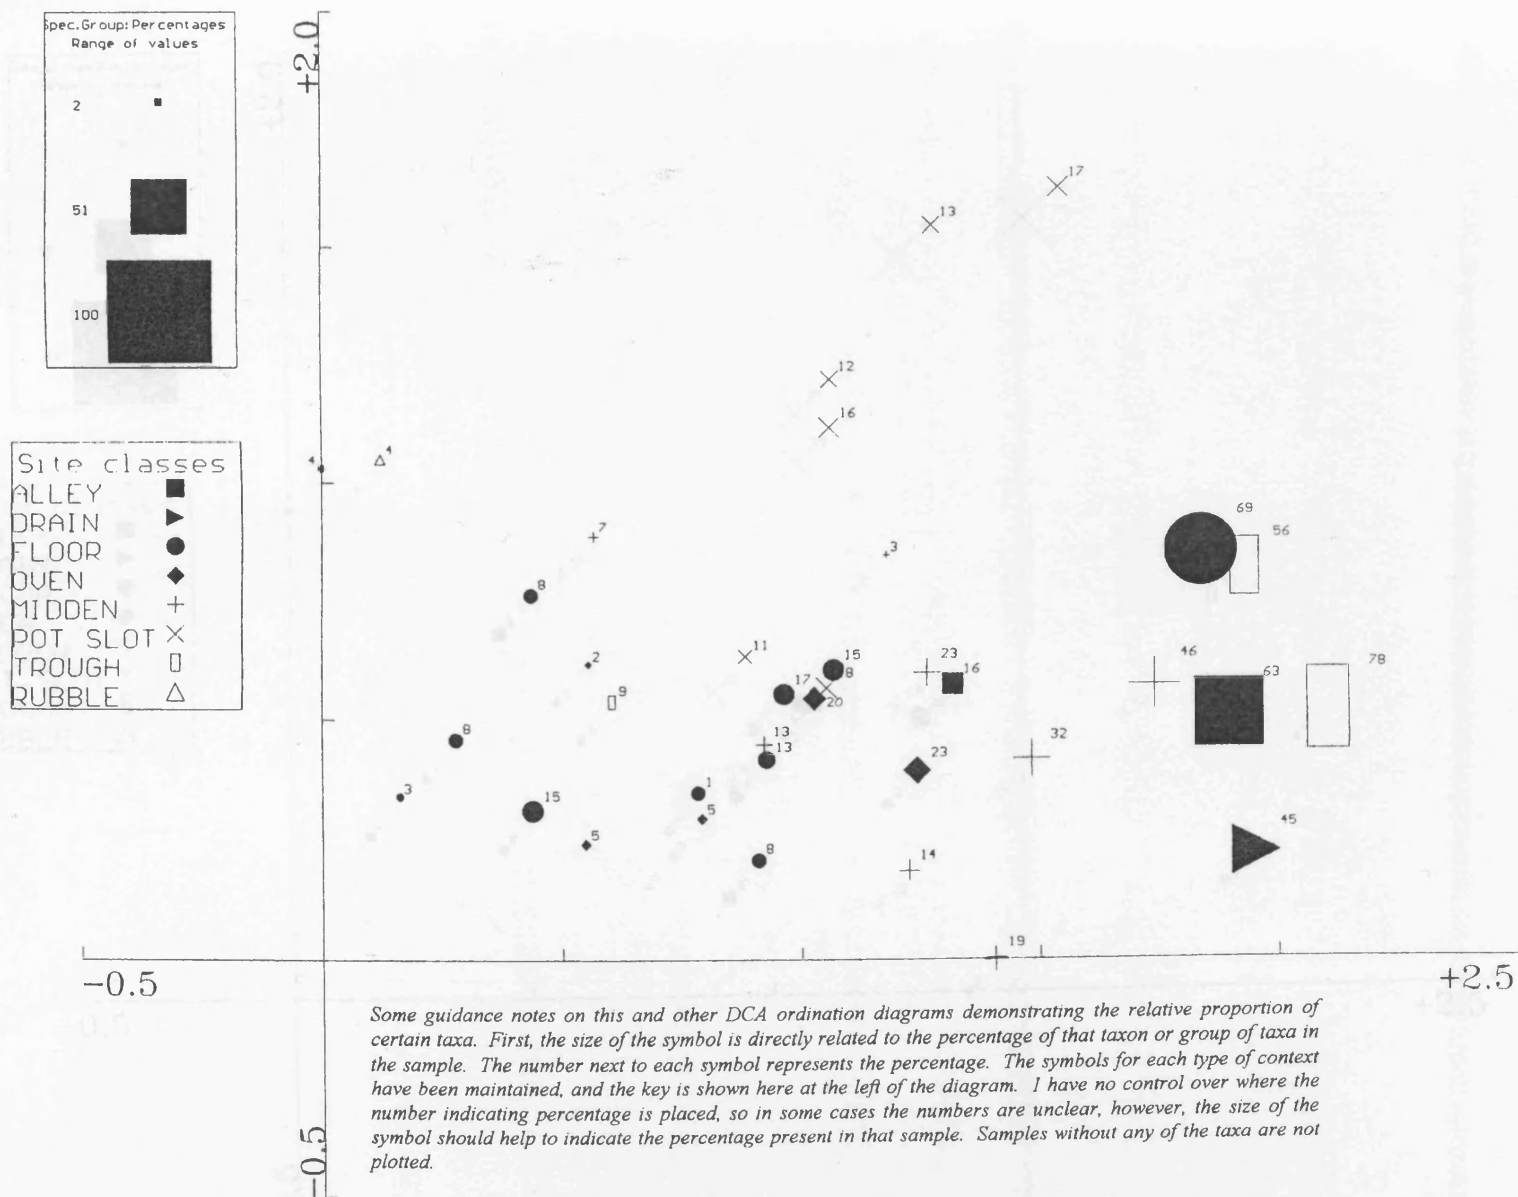 Spec.Group: Percentages
Range of values
2
51
100
Site classes
ALLEY
DRAIN
FLOOR
OVEN
MIDDEN
POT SLOT
TROUGH
RUBBLE
+2.0
17
13
12
16
4
4
7
3
69
56
8
2
9
11
15
8
17
20
23
16
46
63
78
8
13
13
23
32
3
15
1
5
5
8
14
45
19
-0.5
+2.5
-0.5
Some guidance notes on this and other DCA ordination diagrams demonstrating the relative proportion of
certain taxa. First, the size of the symbol is directly related to the percentage of that taxon or group of taxa in
the sample. The number next to each symbol represents the percentage. The symbols for each type of context
have been maintained, and the key is shown here at the left of the diagram. I have no control over where the
number indicating percentage is placed, so in some cases the numbers are unclear, however, the size of the
symbol should help to indicate the percentage present in that sample. Samples without any of the taxa are not
plotted.